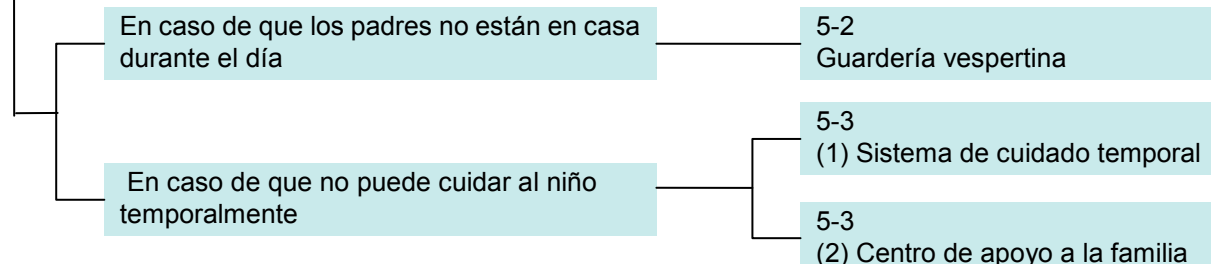 En caso de que los padres no están en casa
durante el día
5-2
Guardería vespertina
En caso de que no puede cuidar al niño
temporalmente
5-3
(1) Sistema de cuidado temporal
5-3
(2) Centro de apoyo a la familia